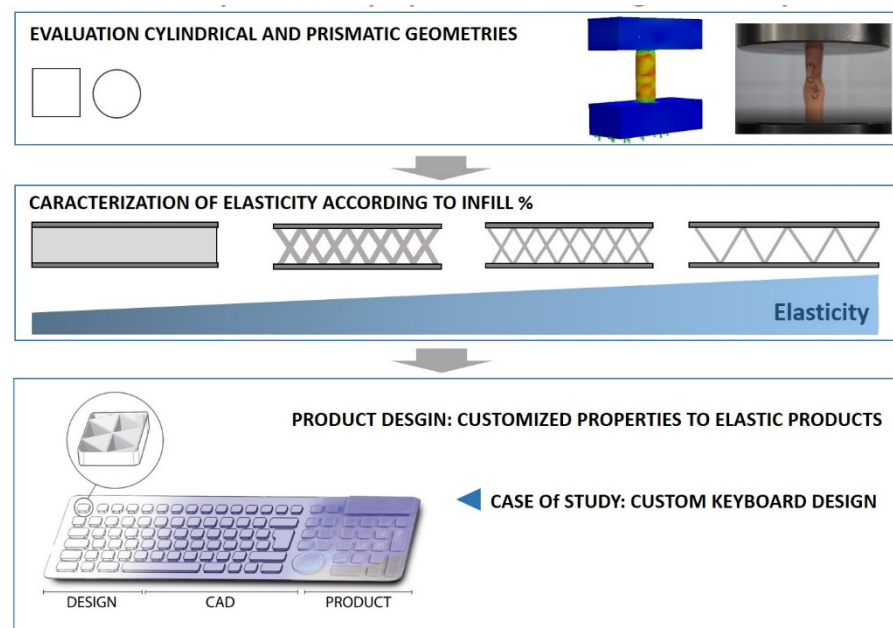 EVALUATION CYLINDRICAL AND PRISMATIC GEOMETRIES
CARACTERIZATION OF ELASTICITY ACCORDING TO INFILL %
Elasticity
PRODUCT DESGIN: CUSTOMIZED PROPERTIES TO ELASTIC PRODUCTS
CASE Of STUDY: CUSTOM KEYBOARD DESIGN
DESIGN
CAD
PRODUCT